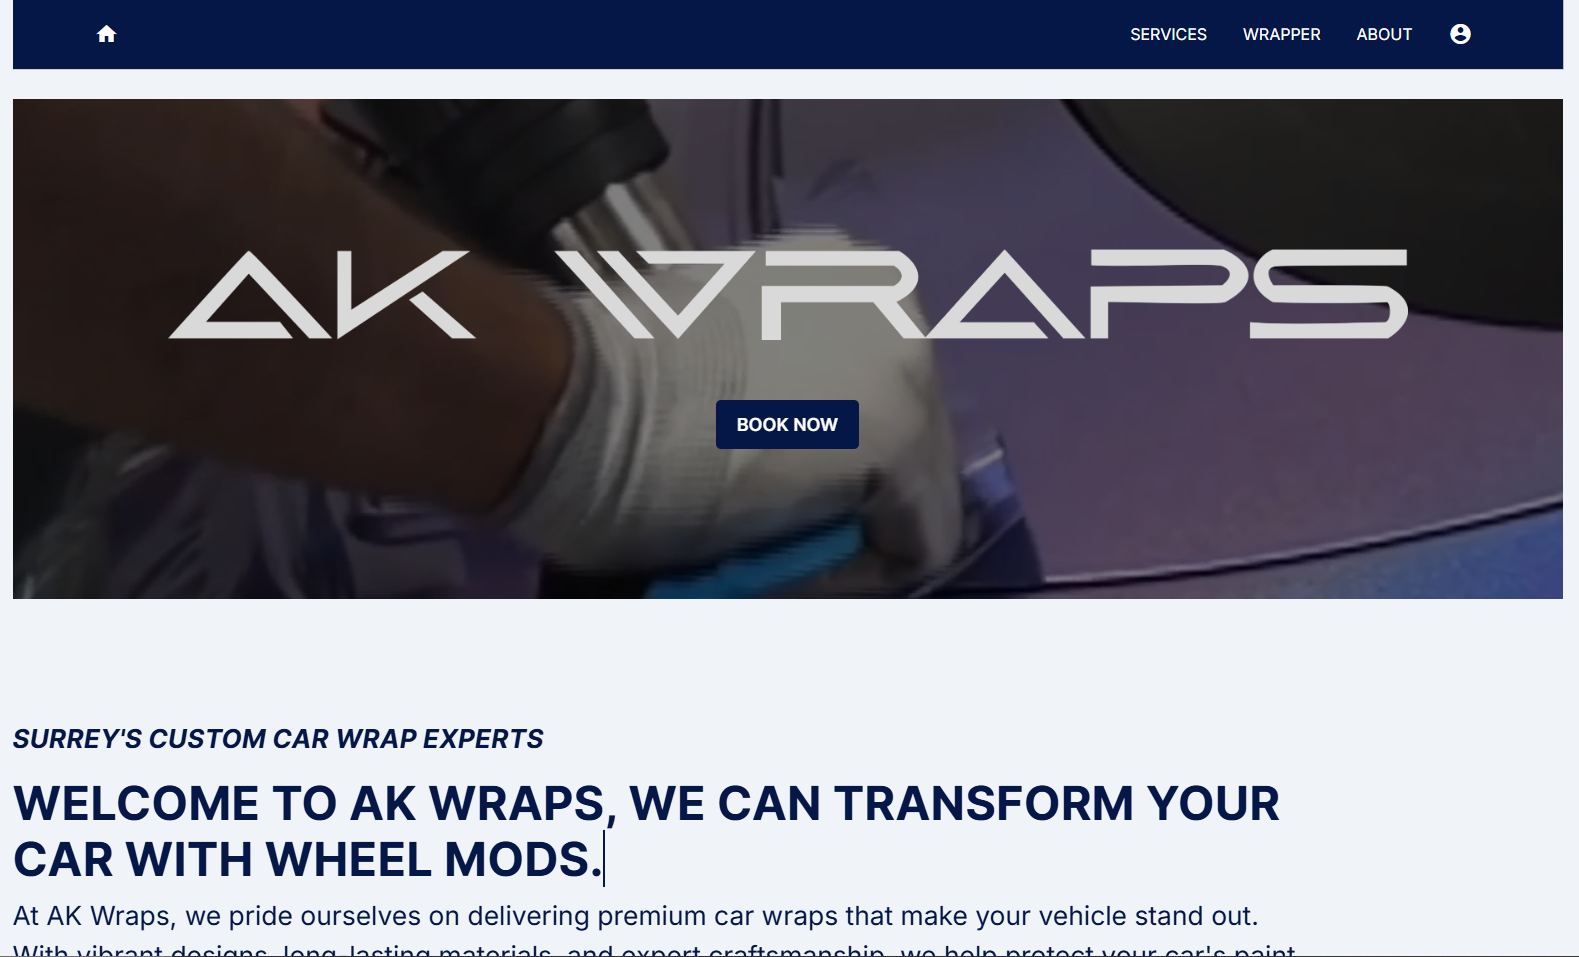 SERVICES WRAPPER ABOUT
AK WRAPS
BOOK NOW
SURREY'S CUSTOM CAR WRAP EXPERTS
WELCOME TO AK WRAPS, WE CAN TRANSFORM YOUR
CAR WITH WHEEL MODS.
At AK Wraps, we pride ourselves on delivering premium car wraps that make your vehicle stand out.
With vibrant designs, long-lasting materials, and expert craftsmanship, we help protect your car's paint